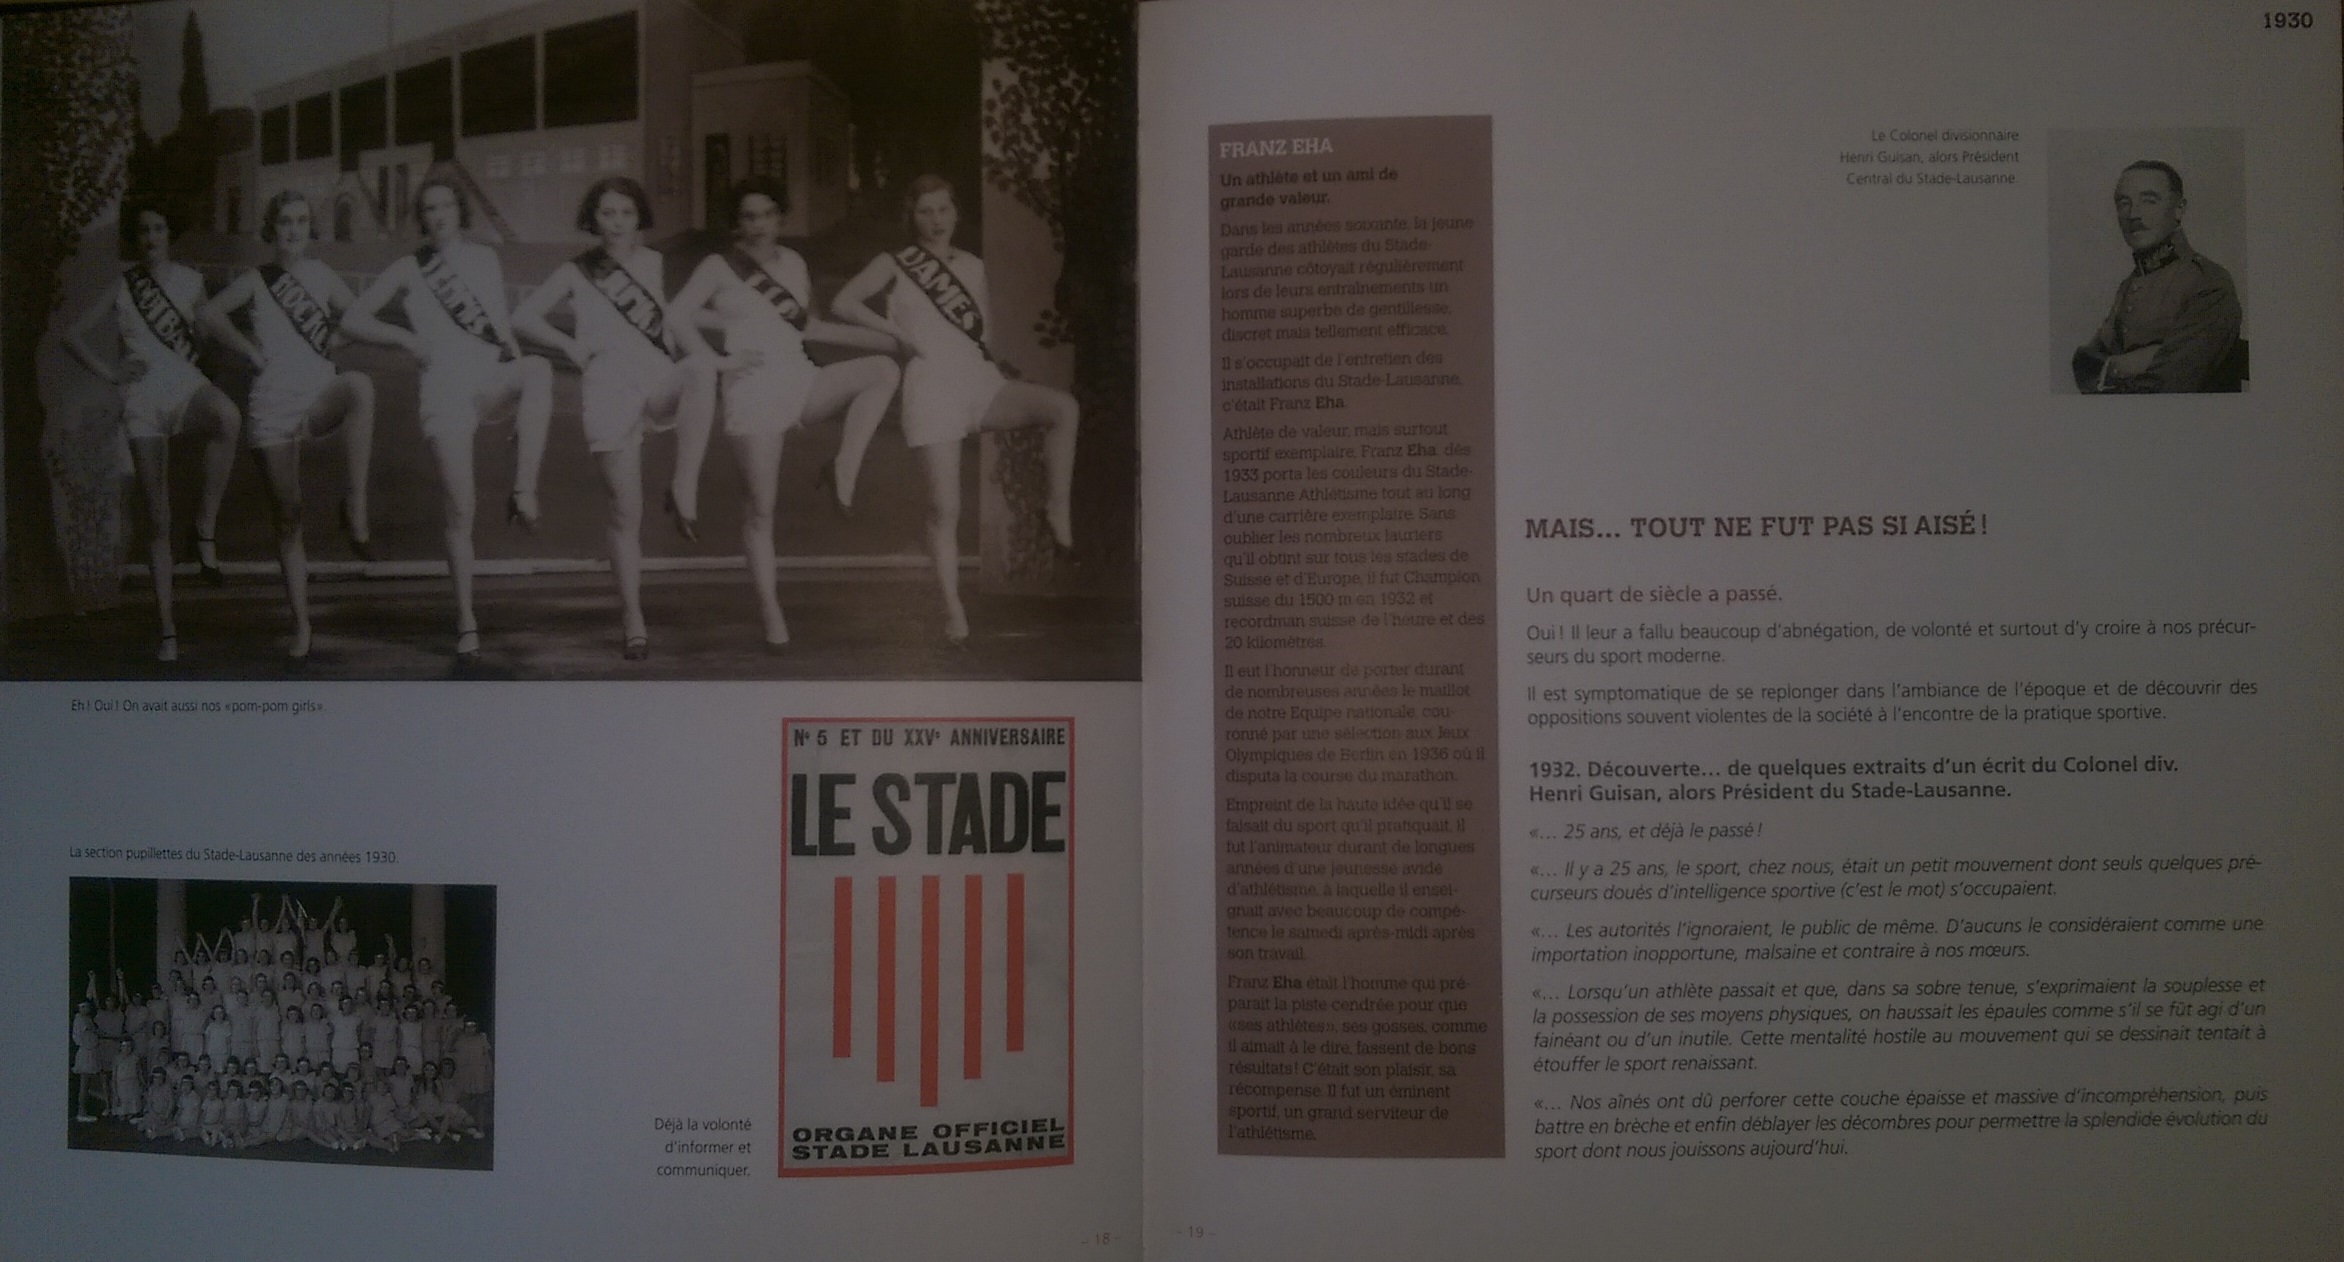 FOOTBALL
HOCKEY
TENNIS
JUNIORS
DAMES
Eh ! Oui ! On avait aussi nos «pom-pom girls».
La section pupillettes du Stade-Lausanne des années 1930.
Déjà la volonté
d'informer et
communiquer.
Nº 5 ET DU XXVe ANNIVERSAIRE
LE STADE
ORGANE OFFICIEL
STADE LAUSANNE
– 18 –
1930
FRANZ EHA
Un athlète et un ami de
grande valeur.
Dans les années soixante, la jeune
garde des athlètes du Stade-
Lausanne côtoyait régulièrement
lors de leurs entraînements un
homme superbe de gentillesse,
discret mais tellement efficace.
Il s'occupait de l'entretien des
installations du Stade-Lausanne,
c'était Franz Eha.
Athlète de valeur, mais surtout
sportif exemplaire, Franz Eha, dès
1933 porta les couleurs du Stade-
Lausanne Athlétisme tout au long
d'une carrière exemplaire. Sans
oublier les nombreux lauriers
qu'il obtint sur tous les stades de
Suisse et d'Europe, il fut Champion
suisse du 1500 m en 1932 et
recordman suisse de l'heure et des
20 kilomètres.
Il eut l'honneur de porter durant
de nombreuses années le maillot
de notre Equipe nationale, cou-
ronné par une sélection aux Jeux
Olympiques de Berlin en 1936 où il
disputa la course du marathon.
Empreint de la haute idée qu'il se
faisait du sport qu'il pratiquait, il
fut l'animateur durant de longues
années d'une jeunesse avide
d'athlétisme, à laquelle il ensei-
gnait avec beaucoup de compé-
tence le samedi après-midi après
son travail.
Franz Eha était l'homme qui pré-
parait la piste cendrée pour que
«ses athlètes», ses gosses, comme
il aimait à le dire, fassent de bons
résultats! C'était son plaisir, sa
récompense. Il fut un éminent
sportif, un grand serviteur de
l'athlétisme.
Le Colonel divisionnaire
Henri Guisan, alors Président
Central du Stade-Lausanne.
MAIS... TOUT NE FUT PAS SI AISÉ !
Un quart de siècle a passé.
Oui ! Il leur a fallu beaucoup d'abnégation, de volonté et surtout d'y croire à nos précur-
seurs du sport moderne.
Il est symptomatique de se replonger dans l'ambiance de l'époque et de découvrir des
oppositions souvent violentes de la société à l'encontre de la pratique sportive.
1932. Découverte... de quelques extraits d'un écrit du Colonel div.
Henri Guisan, alors Président du Stade-Lausanne.
«... 25 ans, et déjà le passé !
«... Il y a 25 ans, le sport, chez nous, était un petit mouvement dont seuls quelques pré-
curseurs doués d'intelligence sportive (c'est le mot) s'occupaient.
«... Les autorités l'ignoraient, le public de même. D'aucuns le considéraient comme une
importation inopportune, malsaine et contraire à nos mœurs.
«... Lorsqu'un athlète passait et que, dans sa sobre tenue, s'exprimaient la souplesse et
la possession de ses moyens physiques, on haussait les épaules comme s'il se fût agi d'un
fainéant ou d'un inutile. Cette mentalité hostile au mouvement qui se dessinait tentait à
étouffer le sport renaissant.
«... Nos aînés ont dû perforer cette couche épaisse et massive d'incompréhension, puis
battre en brèche et enfin déblayer les décombres pour permettre la splendide évolution du
sport dont nous jouissons aujourd'hui.
– 19 –